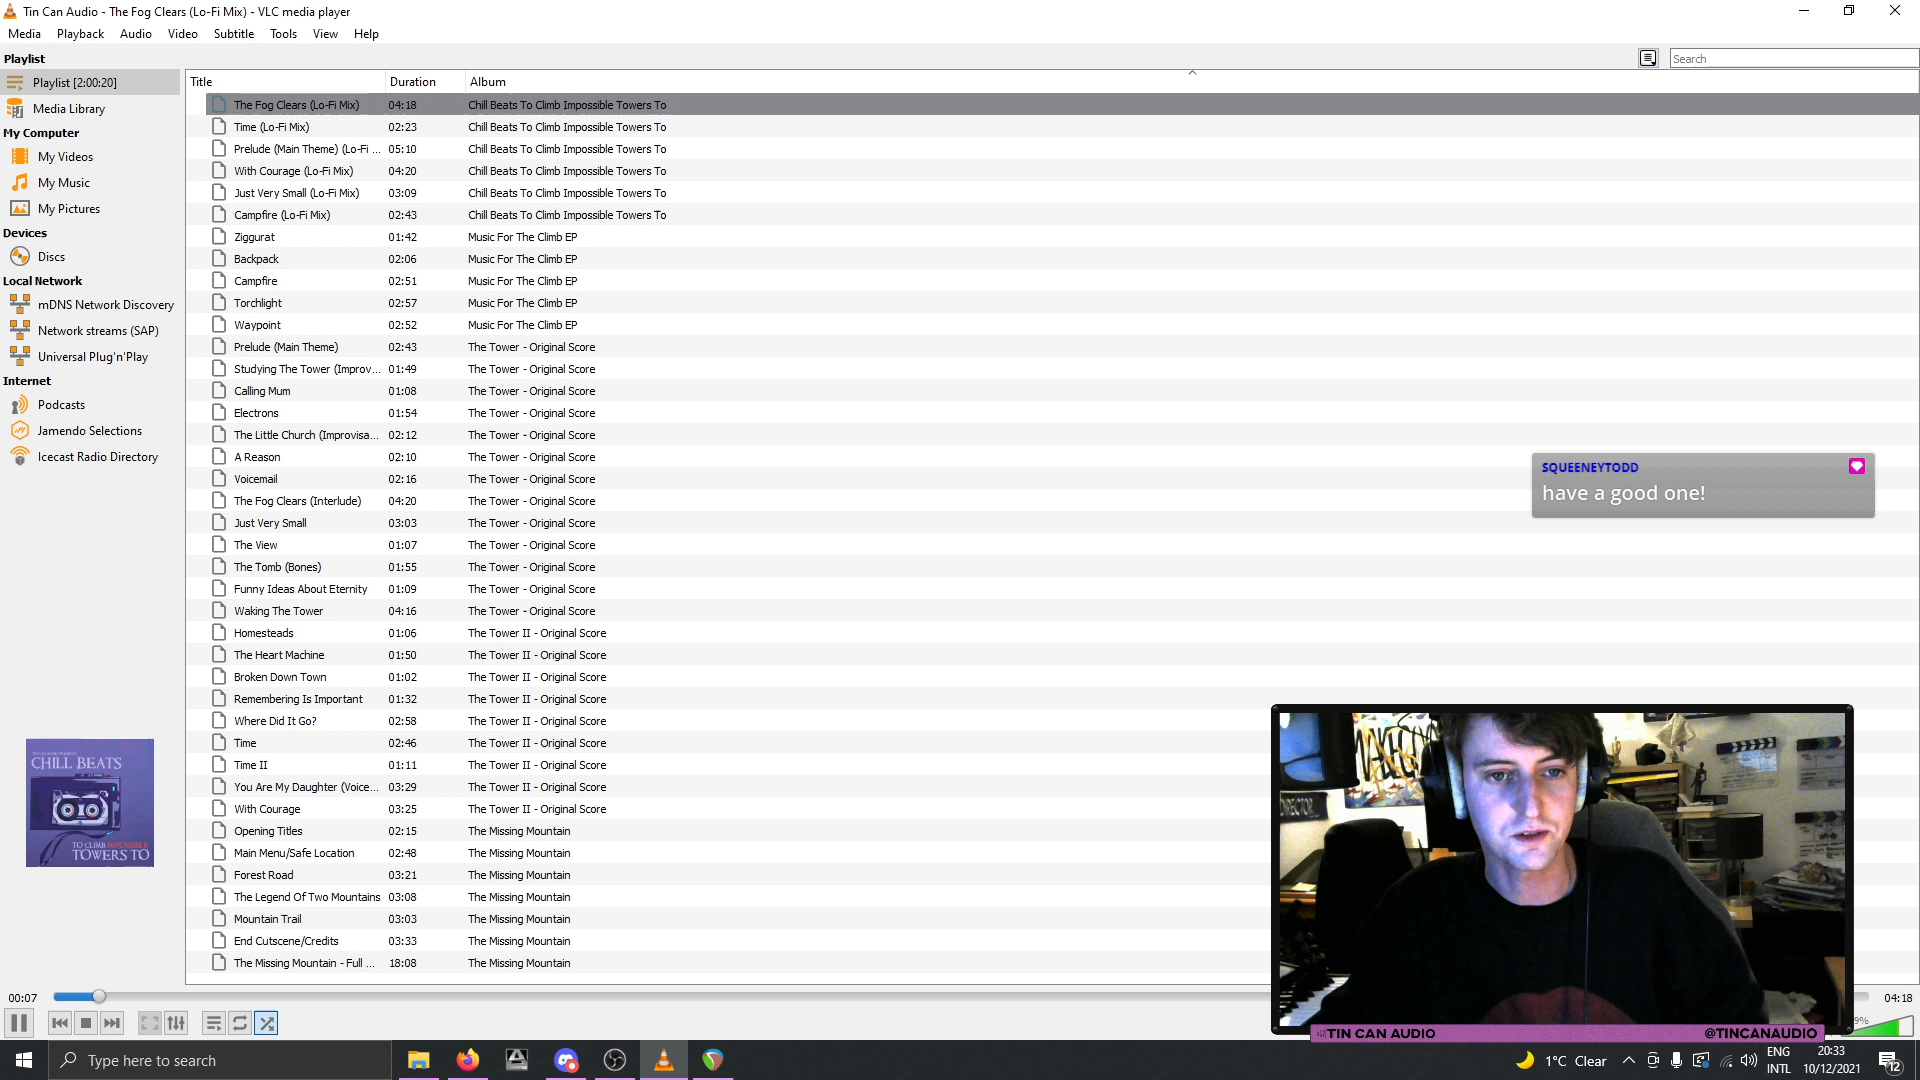 Tin Can Audio - The Fog Clears (Lo-Fi Mix) - VLC media player
Media Playback Audio Video Subtitle Tools View Help
Playlist
Search
Playlist [2:00:20]
Media Library
My Computer
My Videos
My Music
My Pictures
Devices
Discs
Local Network
mDNS Network Discovery
Network streams (SAP)
Universal Plug'n'Play
Internet
Podcasts
Jamendo Selections
Icecast Radio Directory
Title Duration Album
The Fog Clears (Lo-Fi Mix) 04:18 Chill Beats To Climb Impossible Towers To
Time (Lo-Fi Mix) 02:23 Chill Beats To Climb Impossible Towers To
Prelude (Main Theme) (Lo-Fi ... 05:10 Chill Beats To Climb Impossible Towers To
With Courage (Lo-Fi Mix) 04:20 Chill Beats To Climb Impossible Towers To
Just Very Small (Lo-Fi Mix) 03:09 Chill Beats To Climb Impossible Towers To
Campfire (Lo-Fi Mix) 02:43 Chill Beats To Climb Impossible Towers To
Ziggurat 01:42 Music For The Climb EP
Backpack 02:06 Music For The Climb EP
Campfire 02:51 Music For The Climb EP
Torchlight 02:57 Music For The Climb EP
Waypoint 02:52 Music For The Climb EP
Prelude (Main Theme) 02:43 The Tower - Original Score
Studying The Tower (Improv... 01:49 The Tower - Original Score
Calling Mum 01:08 The Tower - Original Score
Electrons 01:54 The Tower - Original Score
The Little Church (Improvisa... 02:12 The Tower - Original Score
A Reason 02:10 The Tower - Original Score
Voicemail 02:16 The Tower - Original Score
The Fog Clears (Interlude) 04:20 The Tower - Original Score
Just Very Small 03:03 The Tower - Original Score
The View 01:07 The Tower - Original Score
The Tomb (Bones) 01:55 The Tower - Original Score
Funny Ideas About Eternity 01:09 The Tower - Original Score
Waking The Tower 04:16 The Tower - Original Score
Homesteads 01:06 The Tower II - Original Score
The Heart Machine 01:50 The Tower II - Original Score
Broken Down Town 01:02 The Tower II - Original Score
Remembering Is Important 01:32 The Tower II - Original Score
Where Did It Go? 02:58 The Tower II - Original Score
Time 02:46 The Tower II - Original Score
Time II 01:11 The Tower II - Original Score
You Are My Daughter (Voice... 03:29 The Tower II - Original Score
With Courage 03:25 The Tower II - Original Score
Opening Titles 02:15 The Missing Mountain
Main Menu/Safe Location 02:48 The Missing Mountain
Forest Road 03:21 The Missing Mountain
The Legend Of Two Mountains 03:08 The Missing Mountain
Mountain Trail 03:03 The Missing Mountain
End Cutscene/Credits 03:33 The Missing Mountain
The Missing Mountain - Full ... 18:08 The Missing Mountain
SQUEENEYTODD
have a good one!
CHILL BEATS
TO CLIMB IMPOSSIBLE
TOWERS TO
DIRECTOR
TIN CAN AUDIO @TINCANAUDIO
00:07 04:18
Type here to search
1°C Clear
ENG
INTL
20:33
10/12/2021
12